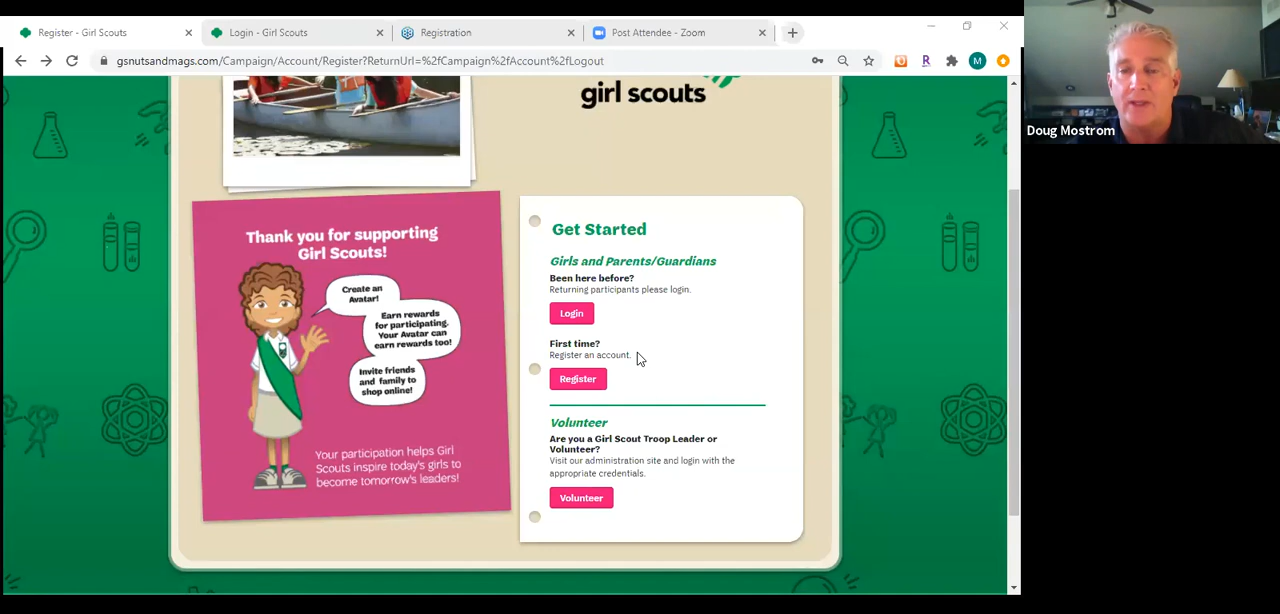 Register - Girl Scouts
Login - Girl Scouts
Registration
Post Attendee - Zoom
gsnutsandmags.com/Campaign/Account/Register?ReturnUrl=%2fCampaign%2fAccount%2fLogout
R
M
girl scouts
Thank you for supporting
Girl Scouts!
Create an
Avatar!
Earn rewards
for participating.
Your Avatar can
earn rewards too!
Invite friends
and family to
shop online!
Your participation helps Girl
Scouts inspire today's girls to
become tomorrow's leaders!
Get Started
Girls and Parents/Guardians
Been here before?
Returning participants please login.
Login
First time?
Register an account.
Register
Volunteer
Are you a Girl Scout Troop Leader or
Volunteer?
Visit our administration site and login with the
appropriate credentials.
Volunteer
Doug Mostrom